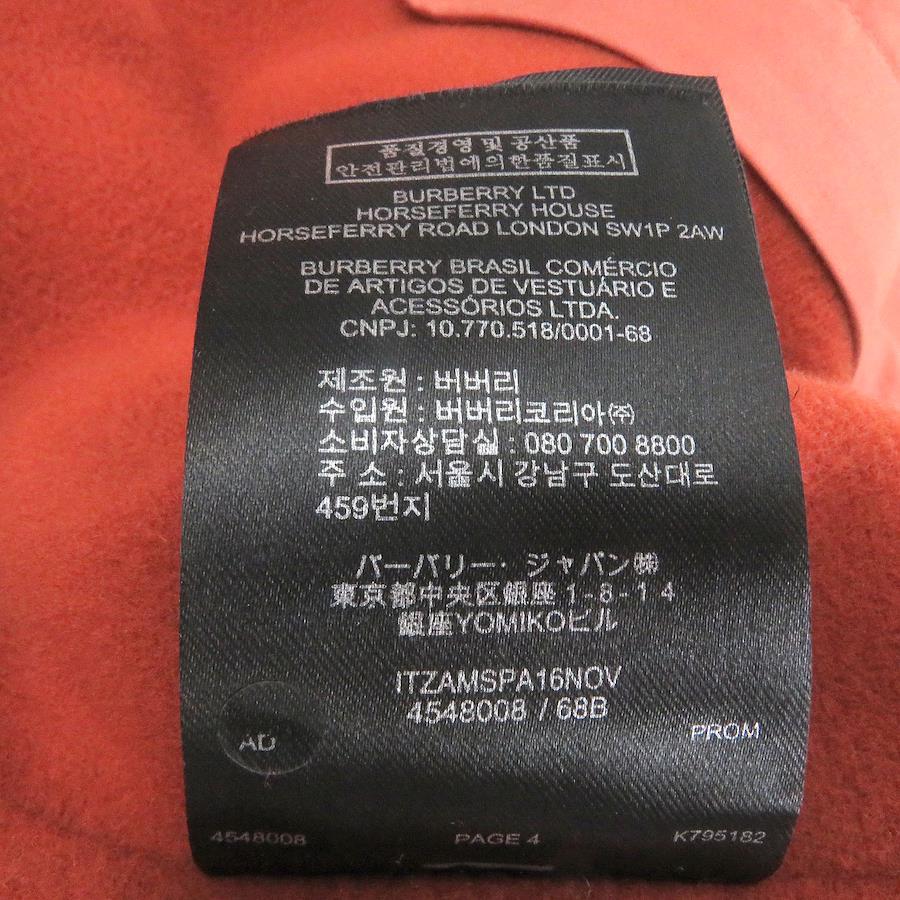 품질경영 및 공산품
안전관리법에의한품질표시
BURBERRY LTD
HORSEFERRY HOUSE
HORSEFERRY ROAD LONDON SW1P 2AW
BURBERRY BRASIL COMÉRCIO
DE ARTIGOS DE VESTUÁRIO E
ACESSÓRIOS LTDA.
CNPJ: 10.770.518/0001-68
제조원 : 버버리
수입원 : 버버리코리아㈜
소비자상담실 : 080 700 8800
주 소 : 서울시 강남구 도산대로
459번지
バーバリー・ジャパン㈱
東京都中央区銀座 1-8-14
銀座YOMIKOビル
ITZAMSPA16NOV
4548008 / 68B
PROM
AD
4548008 PAGE 4 K795182